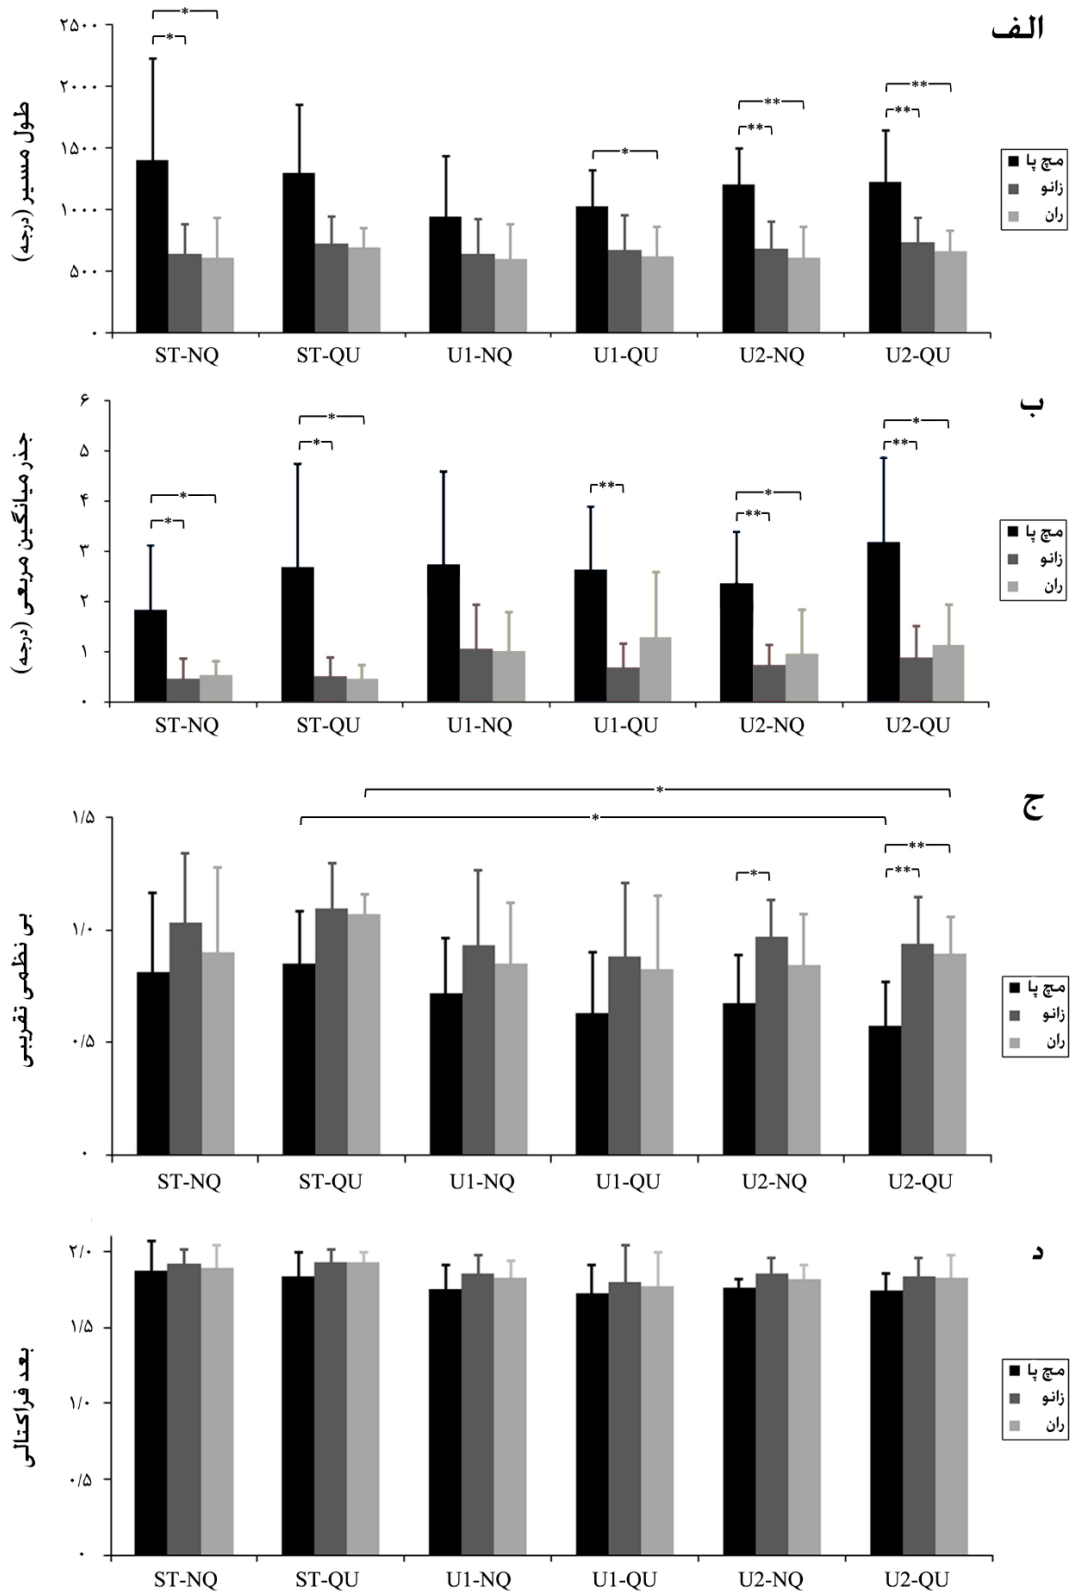 الف
۲۵۰۰
۲۰۰۰
۱۵۰۰
۱۰۰۰
۵۰۰
۰
طول مسیر (درجه)
* *
*
** **
** **
مچ پا
زانو
ران
ST-NQ ST-QU U1-NQ U1-QU U2-NQ U2-QU
ب
۶
۵
۴
۳
۲
۱
۰
جذر میانگین مربعی (درجه)
* *
* *
**
* **
* **
مچ پا
زانو
ران
ST-NQ ST-QU U1-NQ U1-QU U2-NQ U2-QU
ج
۱/۵
۱/۰
۰/۵
۰
بی نظمی تقریبی
*
*
*
**
**
مچ پا
زانو
ران
ST-NQ ST-QU U1-NQ U1-QU U2-NQ U2-QU
د
۲/۰
۱/۵
۱/۰
۰/۵
۰
بعد فراکتالی
مچ پا
زانو
ران
ST-NQ ST-QU U1-NQ U1-QU U2-NQ U2-QU